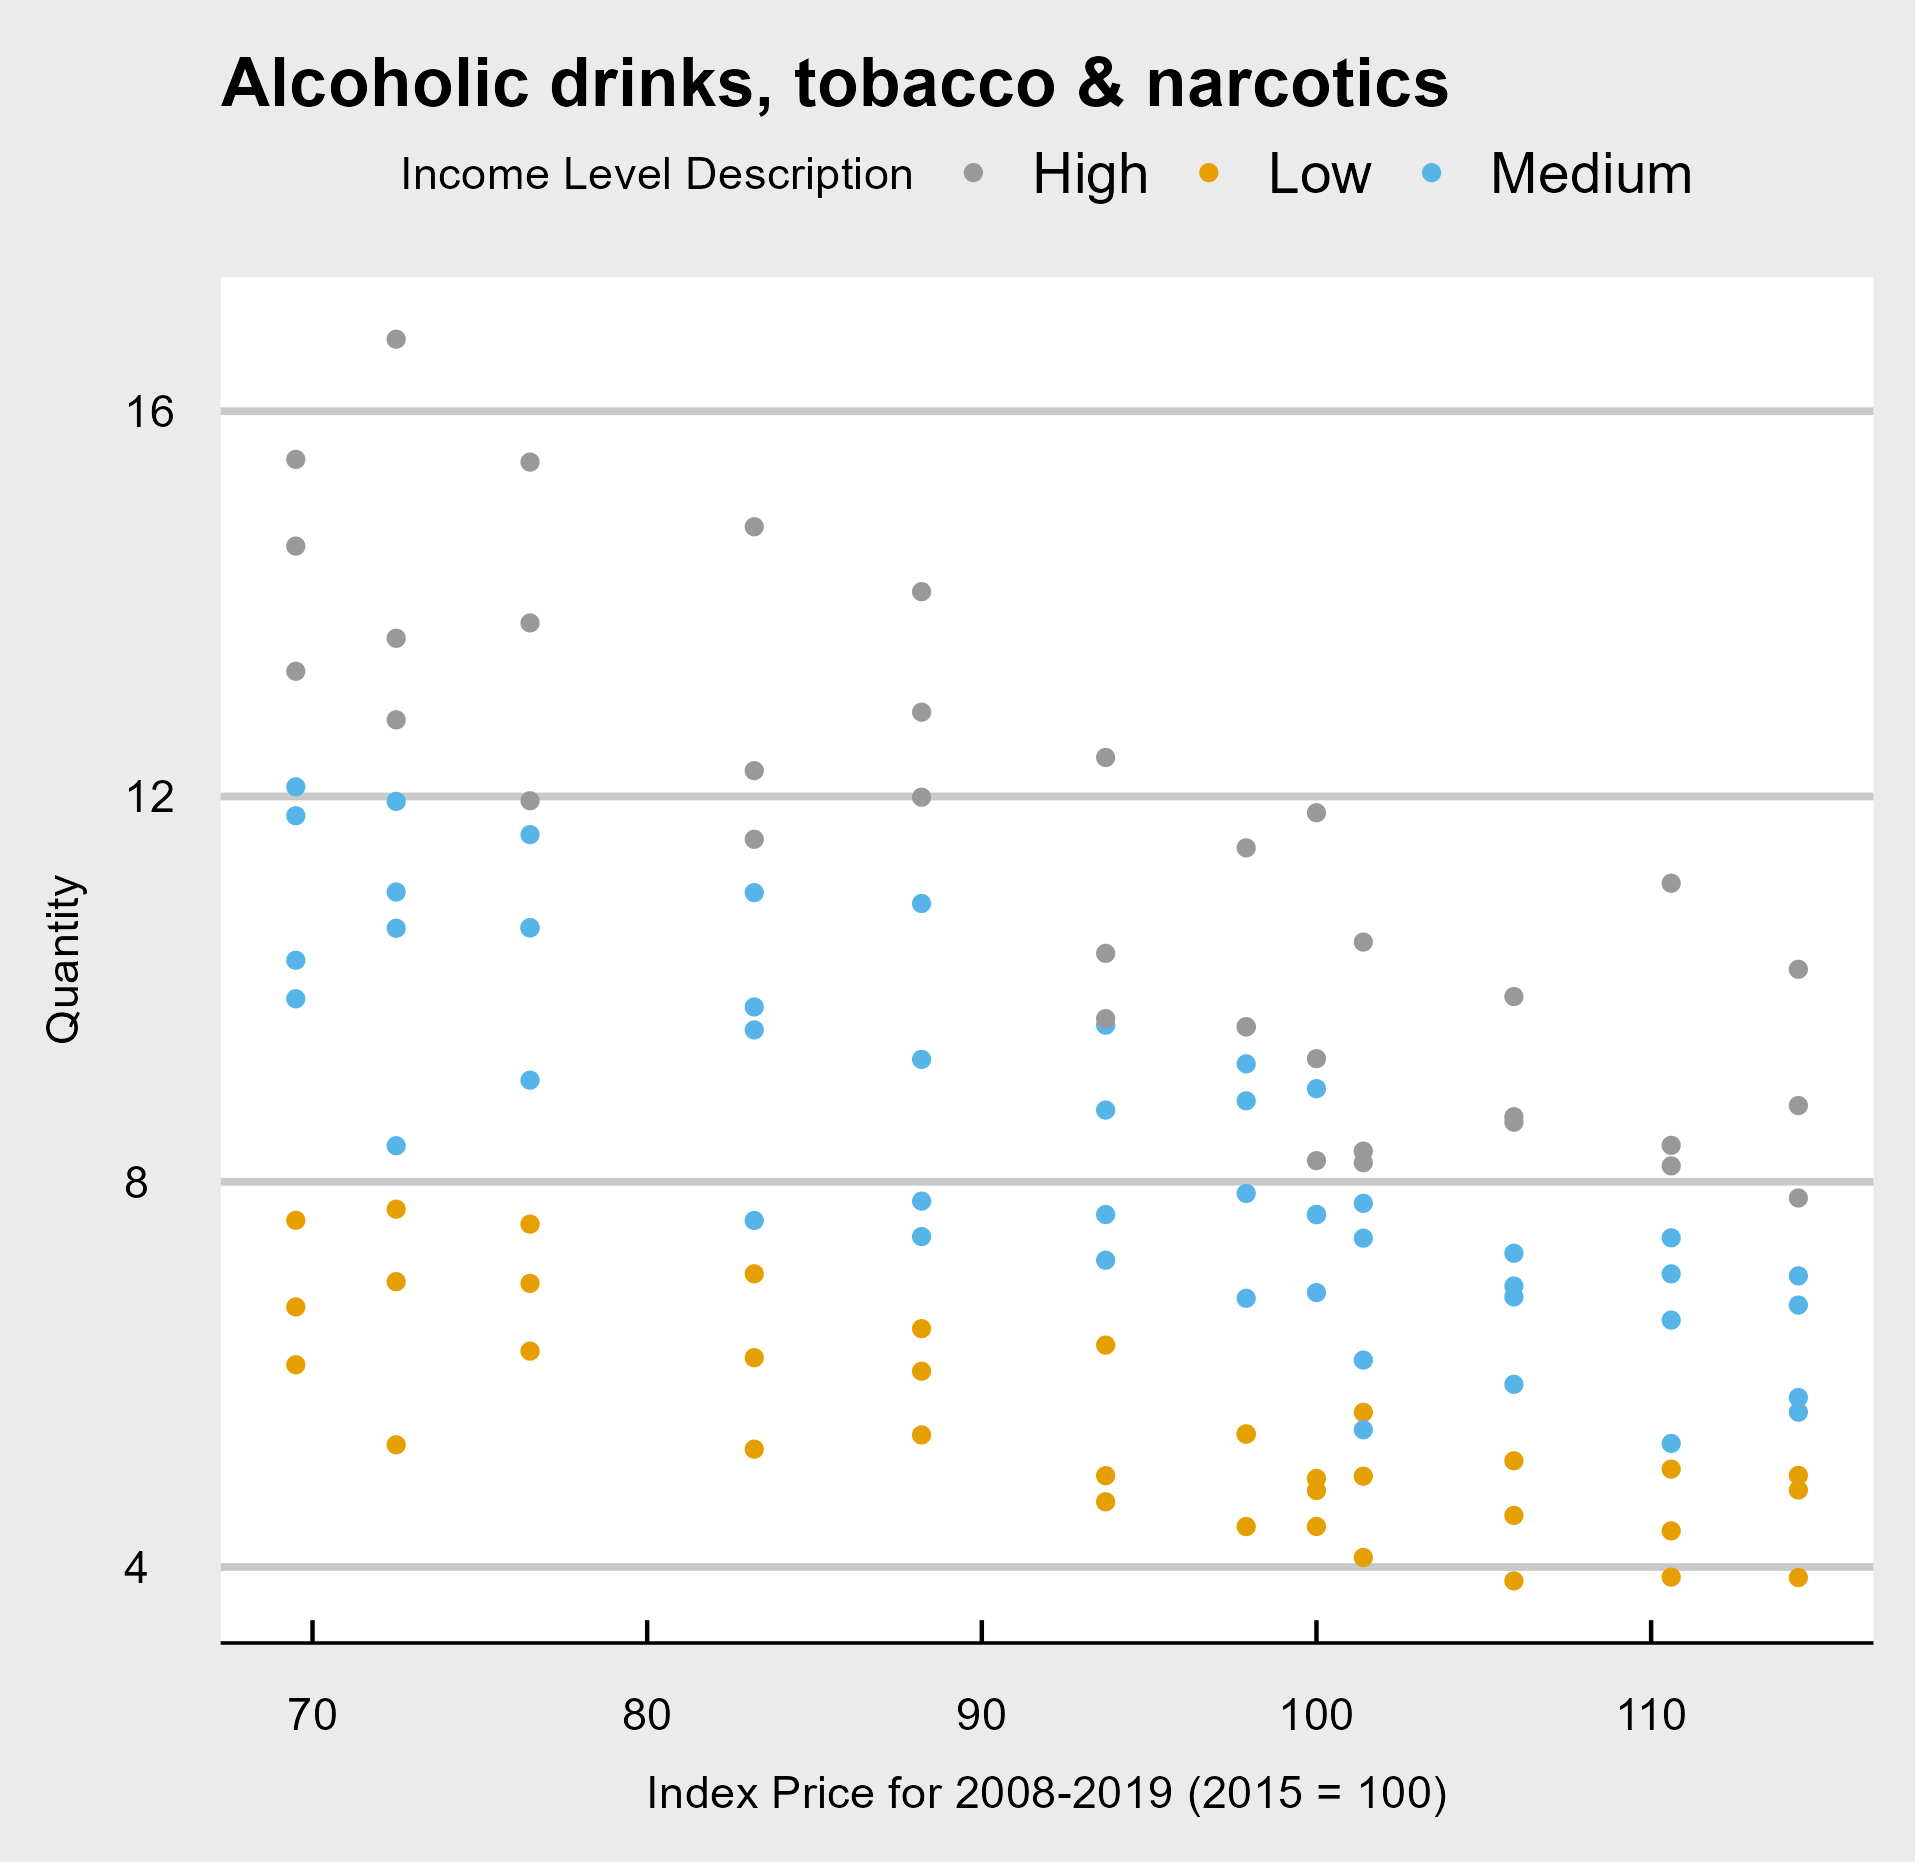 Alcoholic drinks, tobacco & narcotics
Income Level Description High Low Medium
16
12
8
4
Quantity
70 80 90 100 110
Index Price for 2008-2019 (2015 = 100)